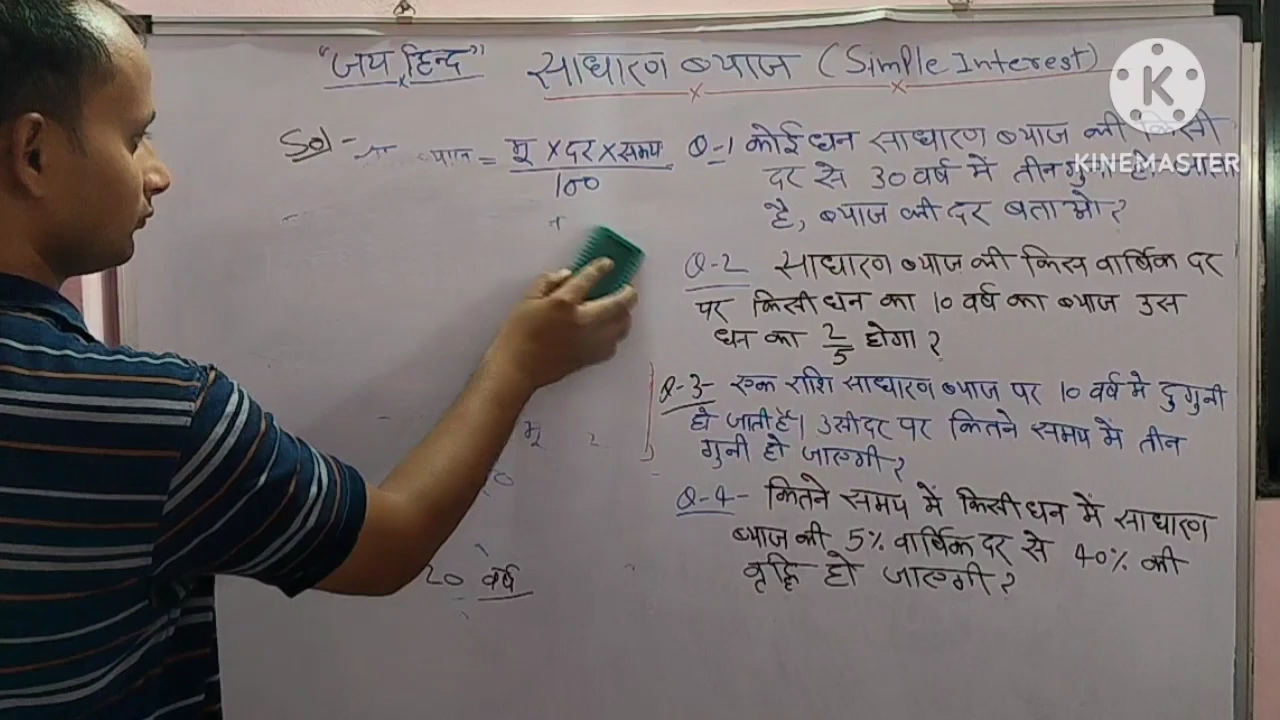 "जय हिन्द" साधारण ब्याज (Simple Interest)
Sol- = मू × दर × समय
100
Q-1 कोई धन साधारण ब्याज की किसी
दर से 30 वर्ष में तीन
है, ब्याज की दर बताओ?
Q-2 साधारण ब्याज की किस वार्षिक दर
पर किसी धन का 10 वर्ष का ब्याज उस
धन का 2/5 होगा?
Q-3- एक राशि साधारण ब्याज पर 10 वर्ष मे दुगुनी
हो जाती है। उसी दर पर कितने समय में तीन
गुनी हो जाएगी?
Q-4- कितने समय में किसी धन में साधारण
ब्याज की 5% वार्षिक दर से 40% की
वृद्धि हो जाएगी?
मू
20 वर्ष
K
KINEMASTER